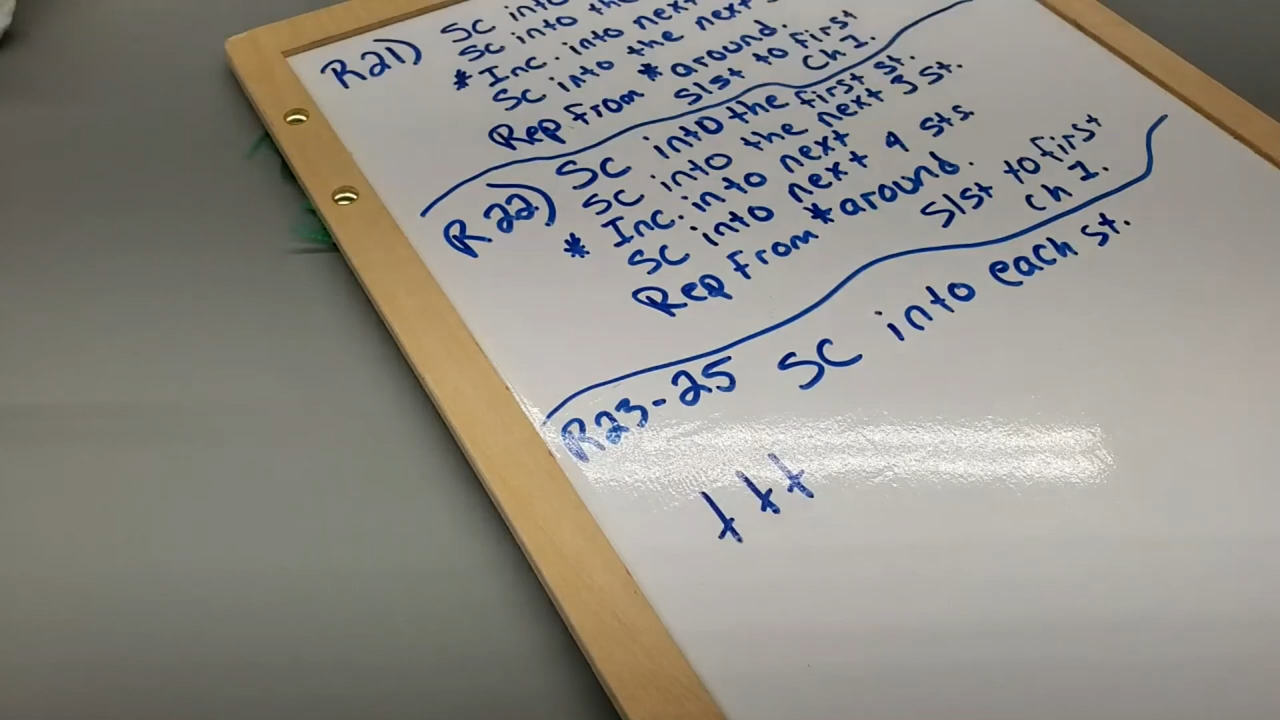 R21) SC into
SC into the
* Inc. into next
SC into the next
Rep from * around.
Slst to first
Ch 1.
R22) SC into the first st.
SC into the next 3 st.
* Inc. into next
SC into next 4 sts
Rep from * around.
Slst to first
ch 1.
R23-25 SC into each st.